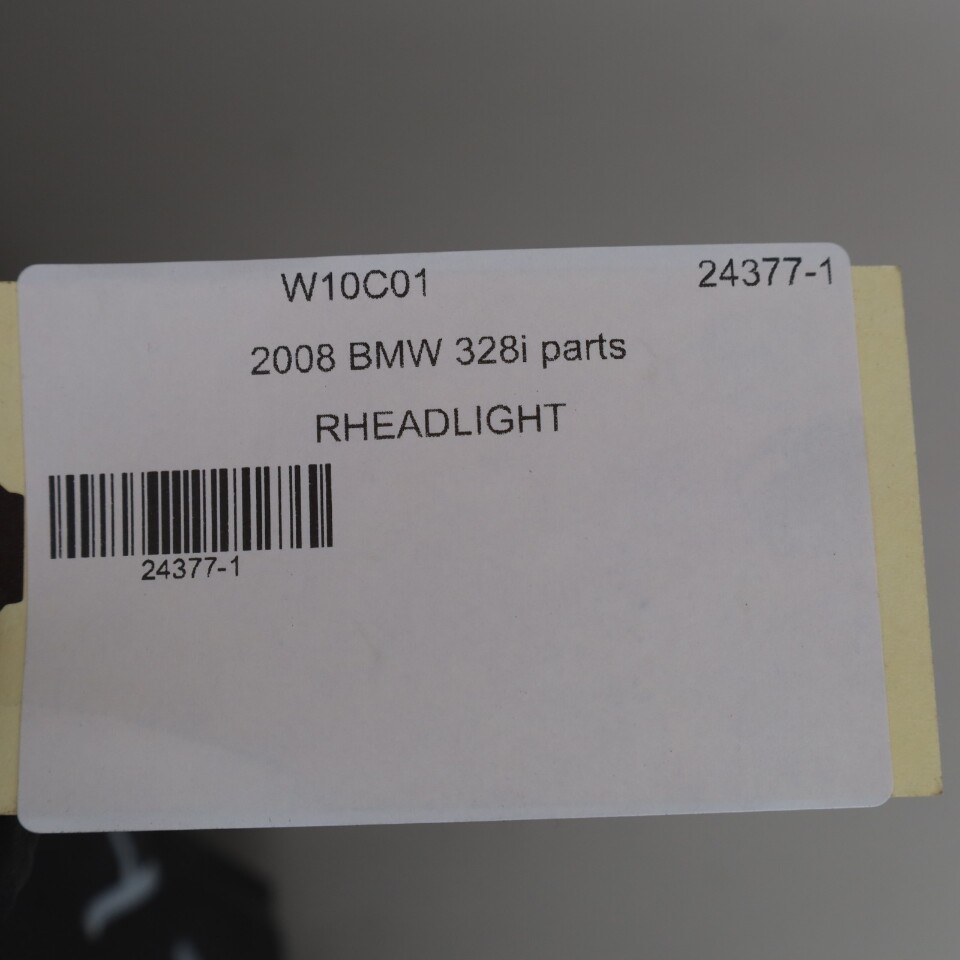 W10C01 24377-1
2008 BMW 328i parts
RHEADLIGHT
24377-1